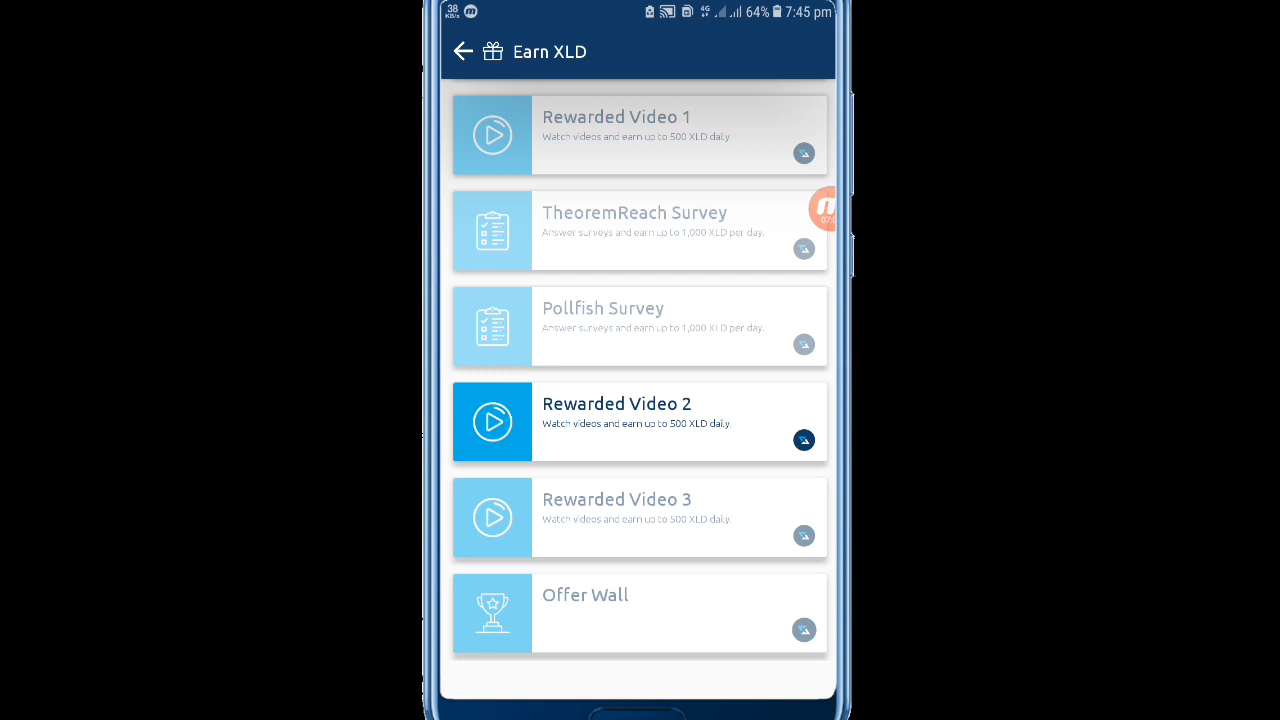 38
KB/s
4G
64%
7:45 pm
Earn XLD
Rewarded Video 1
Watch videos and earn up to 500 XLD daily.
TheoremReach Survey
Answer surveys and earn up to 1,000 XLD per day.
Pollfish Survey
Answer surveys and earn up to 1,000 XLD per day.
Rewarded Video 2
Watch videos and earn up to 500 XLD daily.
Rewarded Video 3
Watch videos and earn up to 500 XLD daily.
Offer Wall